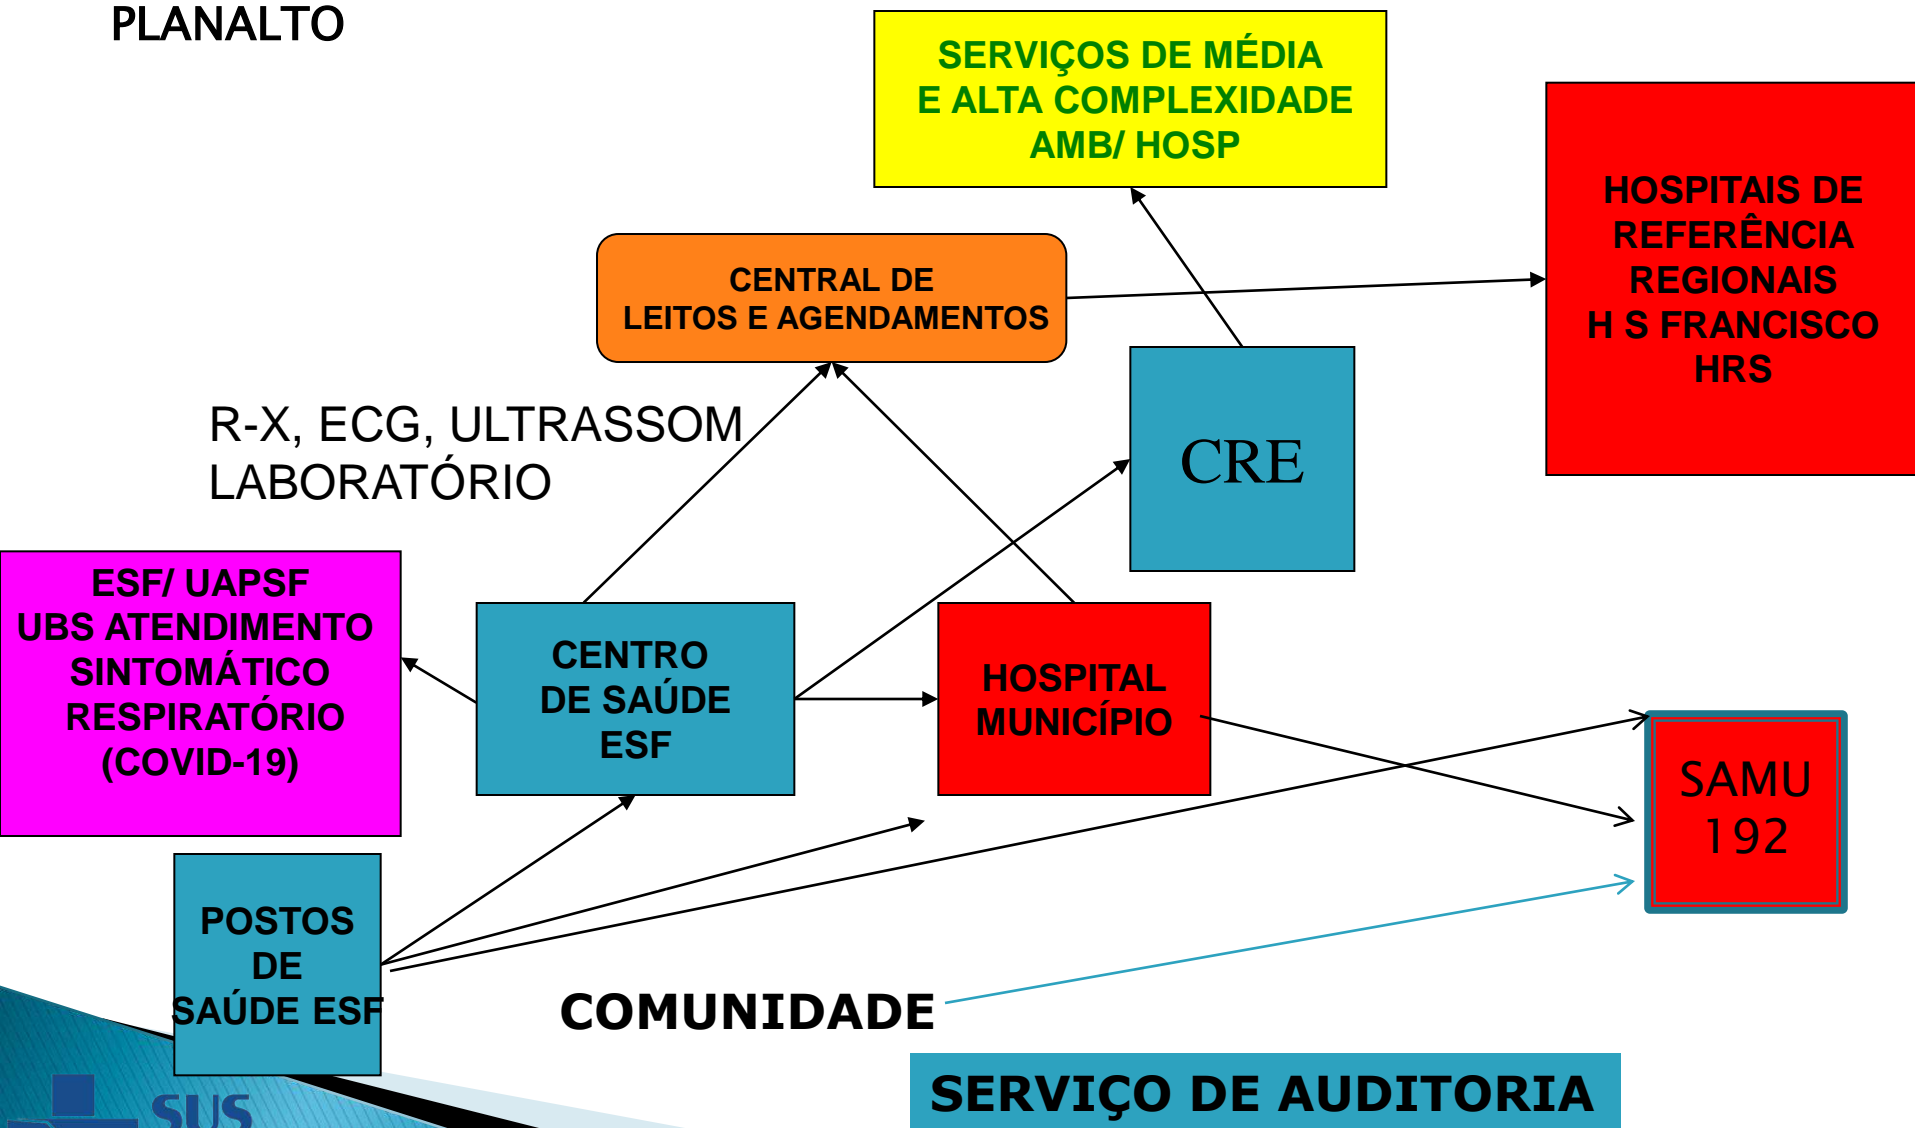 PLANALTO
SERVIÇOS DE MÉDIA
E ALTA COMPLEXIDADE
AMB/ HOSP
HOSPITAIS DE
REFERÊNCIA
REGIONAIS
H S FRANCISCO
HRS
CENTRAL DE
LEITOS E AGENDAMENTOS
R-X, ECG, ULTRASSOM
LABORATÓRIO
CRE
ESF/ UAPSF
UBS ATENDIMENTO
SINTOMÁTICO
RESPIRATÓRIO
(COVID-19)
CENTRO
DE SAÚDE
ESF
HOSPITAL
MUNICÍPIO
SAMU
192
POSTOS
DE
SAÚDE ESF
COMUNIDADE
SERVIÇO DE AUDITORIA
SUS